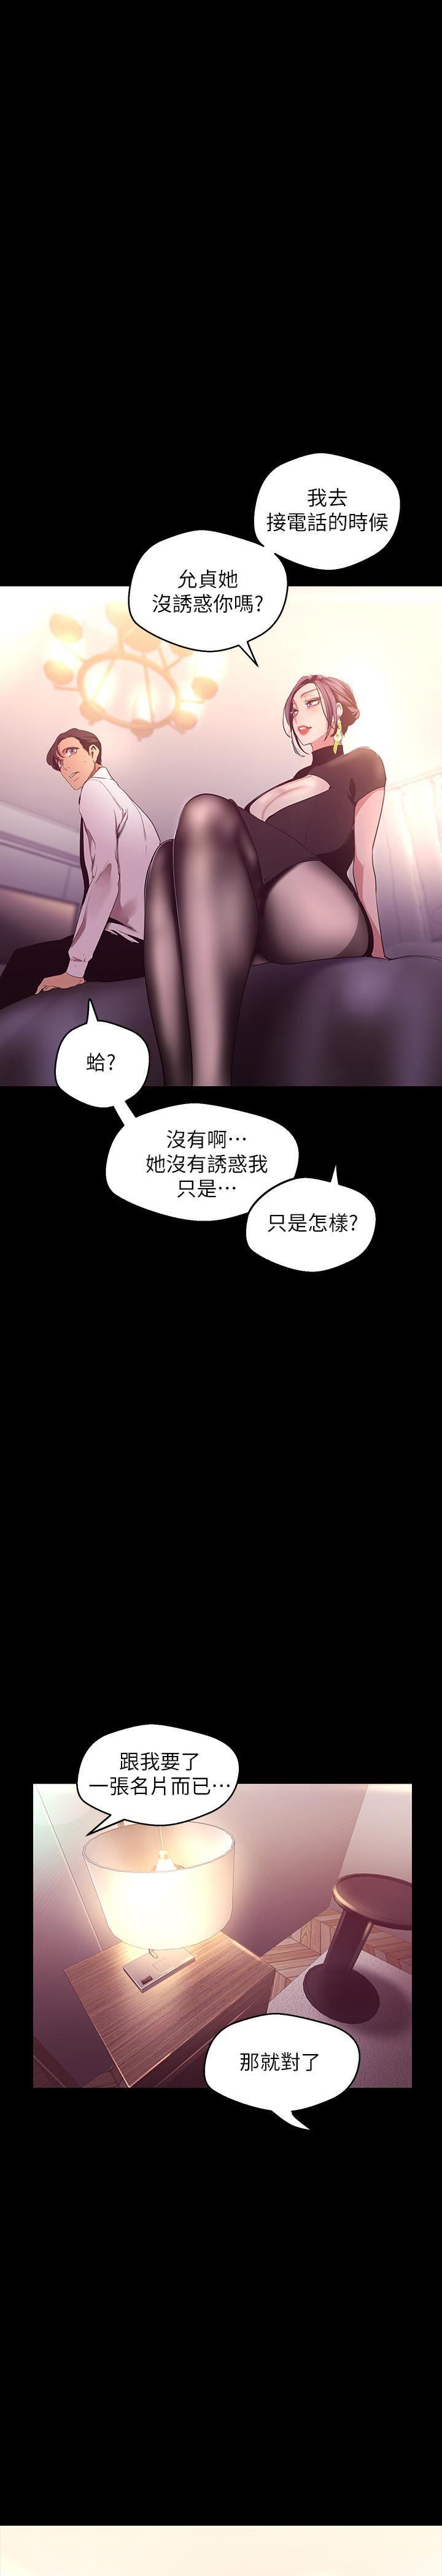 我去
接電話的時候
允貞她
沒誘惑你嗎?
蛤?
沒有啊…
她沒有誘惑我
只是…
只是怎樣?
跟我要了
一張名片而已…
那就對了